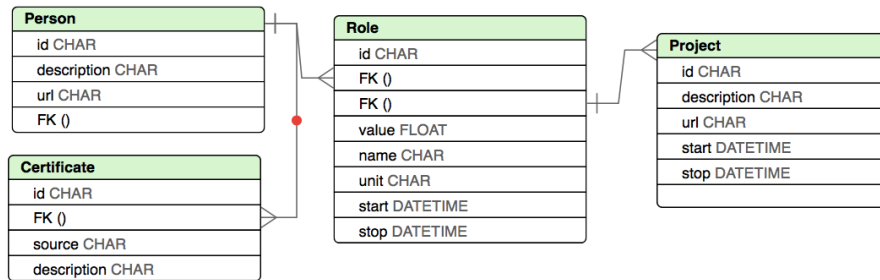 Person
id CHAR
description CHAR
url CHAR
FK ()
Certificate
id CHAR
FK ()
source CHAR
description CHAR
Role
id CHAR
FK ()
FK ()
value FLOAT
name CHAR
unit CHAR
start DATETIME
stop DATETIME
Project
id CHAR
description CHAR
url CHAR
start DATETIME
stop DATETIME